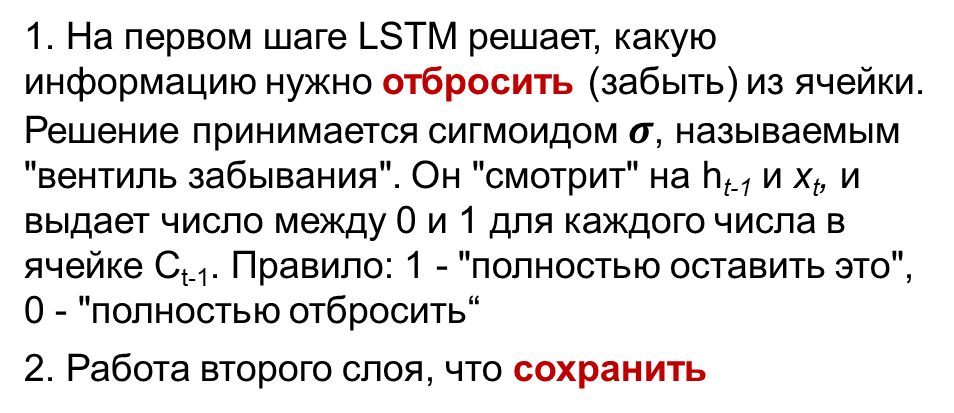 1. На первом шаге LSTM решает, какую
информацию нужно отбросить (забыть) из ячейки.
Решение принимается сигмоидом σ, называемым
"вентиль забывания". Он "смотрит" на ht-1 и xt, и
выдает число между 0 и 1 для каждого числа в
ячейке Ct-1. Правило: 1 - "полностью оставить это",
0 - "полностью отбросить“
2. Работа второго слоя, что сохранить